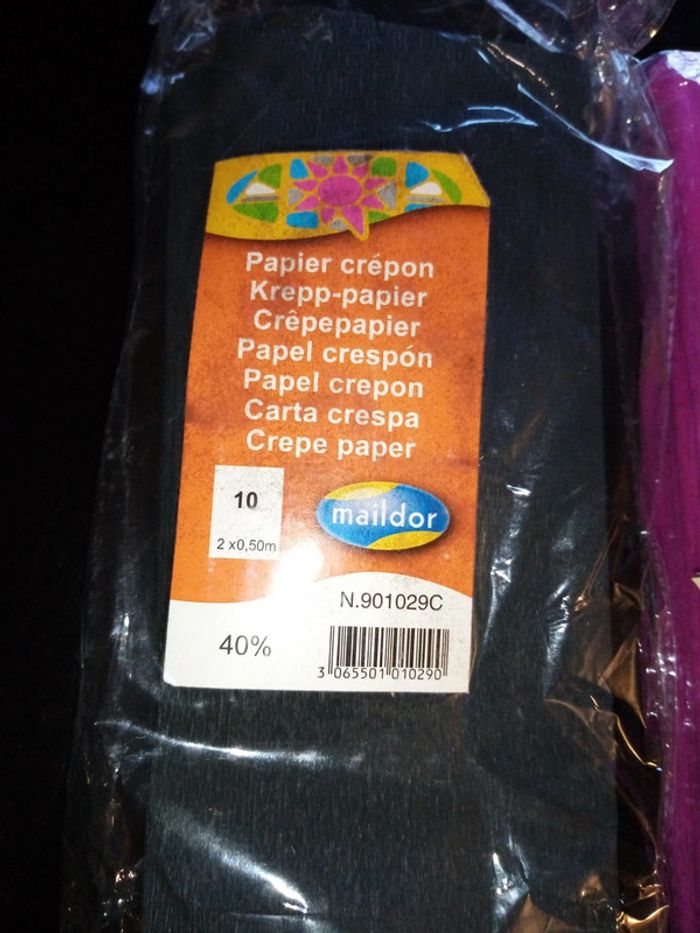 Papier crépon
Krepp-papier
Crêpepapier
Papel crespón
Papel crepon
Carta crespa
Crepe paper
10
2 x0,50m
maildor
N.901029C
40%
3 065501 010290